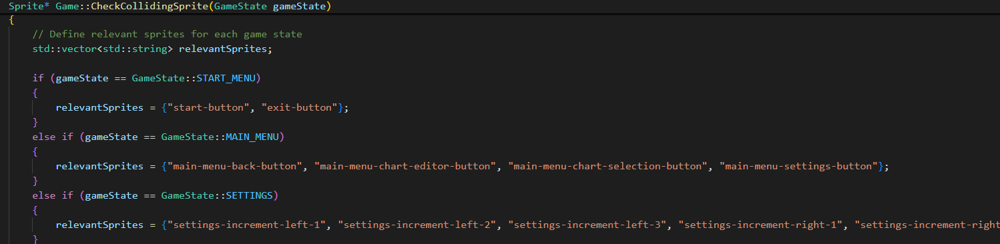 Sprite* Game::CheckCollidingSprite(GameState gameState)
{
// Define relevant sprites for each game state
std::vector<std::string> relevantSprites;
if (gameState == GameState::START_MENU)
{
relevantSprites = {"start-button", "exit-button"};
}
else if (gameState == GameState::MAIN_MENU)
{
relevantSprites = {"main-menu-back-button", "main-menu-chart-editor-button", "main-menu-chart-selection-button", "main-menu-settings-button"};
}
else if (gameState == GameState::SETTINGS)
{
relevantSprites = {"settings-increment-left-1", "settings-increment-left-2", "settings-increment-left-3", "settings-increment-right-1", "settings-increment-right
}